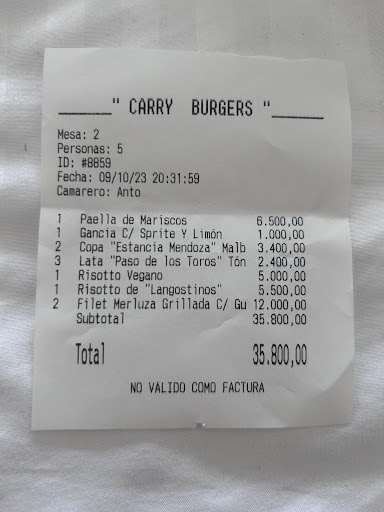 ______" CARRY BURGERS "______
Mesa: 2
Personas: 5
ID: #8859
Fecha: 09/10/23 20:31:59
Camarero: Anto
1 Paella de Mariscos 6.500,00
1 Gancia C/ Sprite Y Limón 1.000,00
2 Copa "Estancia Mendoza" Malb 3.400,00
3 Lata "Paso de los Toros" Tón 2.400,00
1 Risotto Vegano 5.000,00
1 Risotto de "Langostinos" 5.500,00
2 Filet Merluza Grillada C/ Gu 12.000,00
Subtotal 35.800,00
Total 35.800,00
NO VALIDO COMO FACTURA